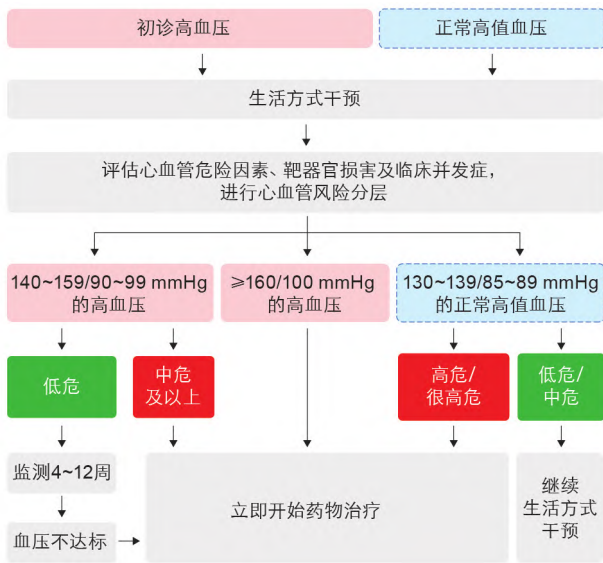 初诊高血压
正常高值血压
生活方式干预
评估心血管危险因素、靶器官损害及临床并发症，
进行心血管风险分层
140~159/90~99 mmHg
的高血压
≥160/100 mmHg
的高血压
130~139/85~89 mmHg
的正常高值血压
低危
中危
及以上
高危/
很高危
低危/
中危
监测4~12周
血压不达标
立即开始药物治疗
继续
生活方式
干预